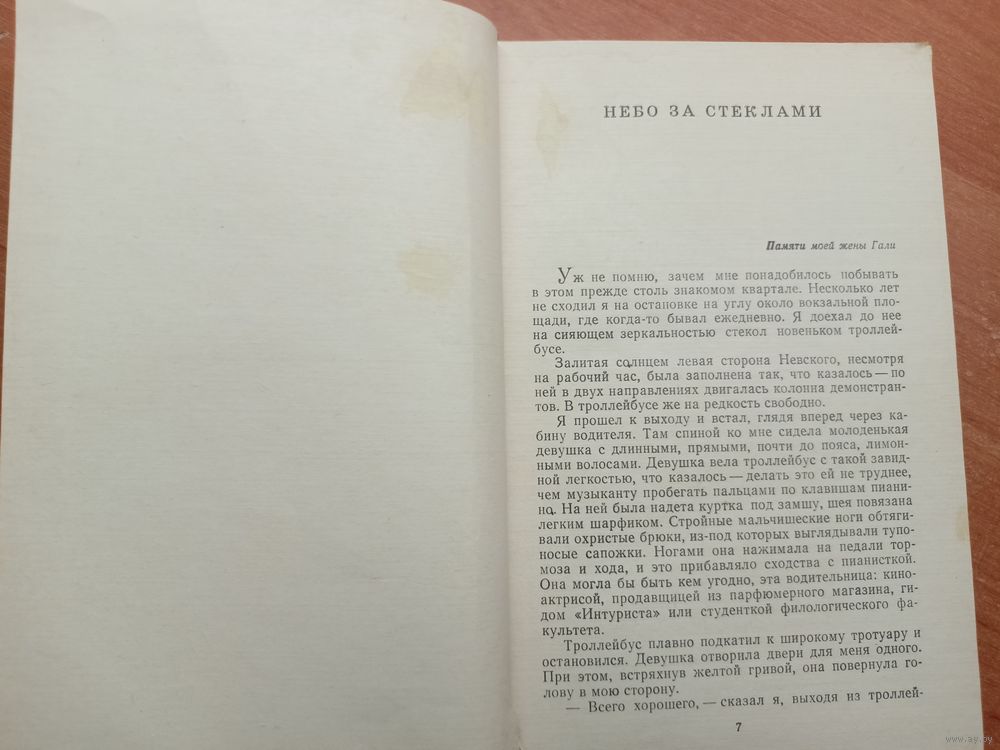 НЕБО ЗА СТЕКЛАМИ
Памяти моей жены Гали
Уж не помню, зачем мне понадобилось побывать
в этом прежде столь знакомом квартале. Несколько лет
не сходил я на остановке на углу около вокзальной пло-
щади, где когда-то бывал ежедневно. Я доехал до нее
на сияющем зеркальностью стекол новеньком троллей-
бусе.
Залитая солнцем левая сторона Невского, несмотря
на рабочий час, была заполнена так, что казалось — по
ней в двух направлениях двигалась колонна демонстран-
тов. В троллейбусе же на редкость свободно.
Я прошел к выходу и встал, глядя вперед через ка-
бину водителя. Там спиной ко мне сидела молоденькая
девушка с длинными, прямыми, почти до пояса, лимон-
ными волосами. Девушка вела троллейбус с такой завид-
ной легкостью, что казалось — делать это ей не труднее,
чем музыканту пробегать пальцами по клавишам пиани-
но. На ней была надета куртка под замшу, шея повязана
легким шарфиком. Стройные мальчишеские ноги обтяги-
вали охристые брюки, из-под которых выглядывали тупо-
носые сапожки. Ногами она нажимала на педали тор-
моза и хода, и это прибавляло сходства с пианисткой.
Она могла бы быть кем угодно, эта водительница: кино-
актрисой, продавщицей из парфюмерного магазина, ги-
дом «Интуриста» или студенткой филологического фа-
культета.
Троллейбус плавно подкатил к широкому тротуару и
остановился. Девушка отворила двери для меня одного.
При этом, встряхнув желтой гривой, она повернула го-
лову в мою сторону.
— Всего хорошего, — сказал я, выходя из троллей-
7
www.ay.by